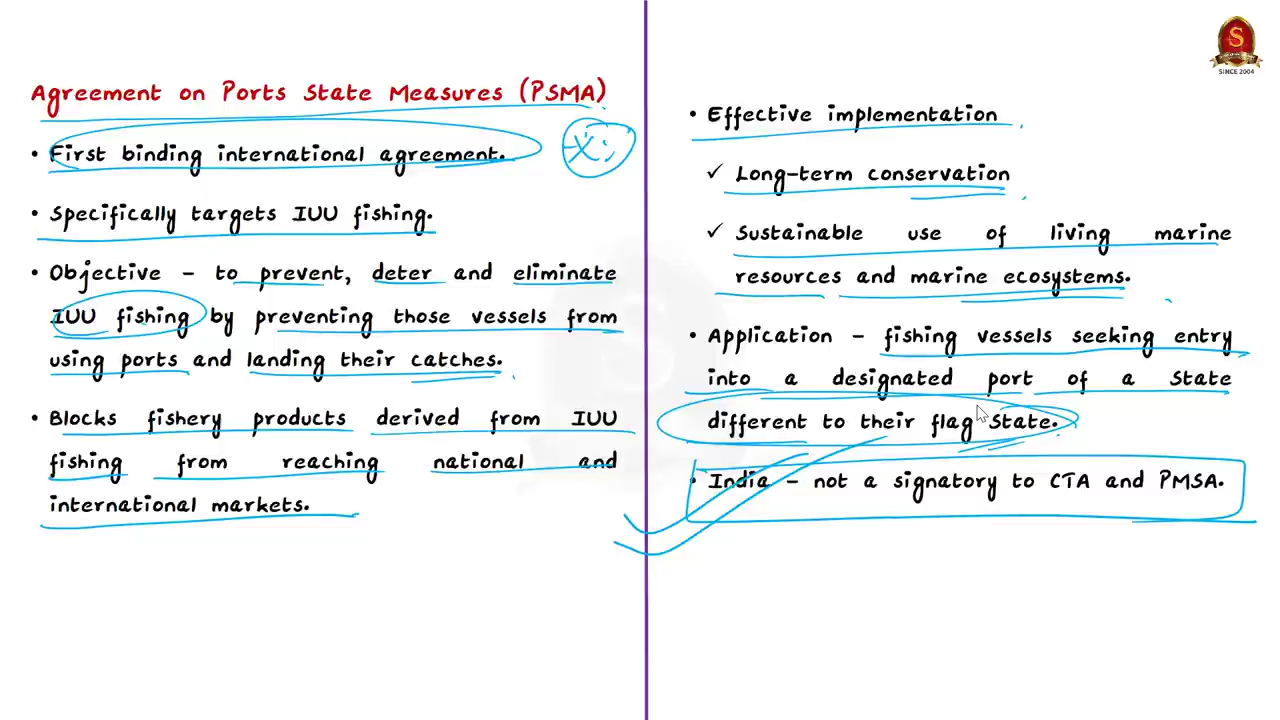 Agreement on Ports State Measures (PSMA)
• First binding international agreement.
• Specifically targets IUU fishing.
• Objective – to prevent, deter and eliminate
IUU fishing by preventing those vessels from
using ports and landing their catches.
• Blocks fishery products derived from IUU
fishing from reaching national and
international markets.
• Effective implementation
✓ Long-term conservation
✓ Sustainable use of living marine
resources and marine ecosystems.
• Application – fishing vessels seeking entry
into a designated port of a State
different to their flag State.
• India – not a signatory to CTA and PMSA.
S
SINCE 2004